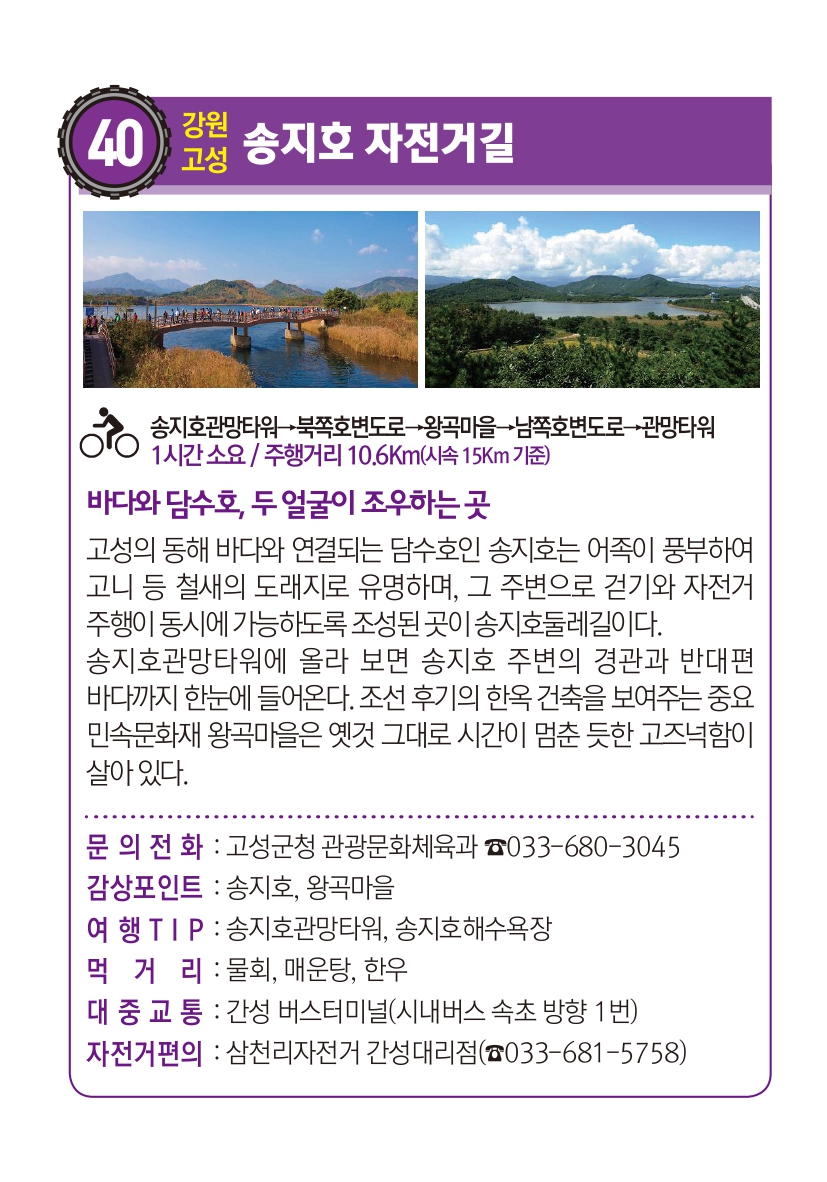 40
강원
고성
송지호 자전거길
송지호관망타워→북쪽호변도로→왕곡마을→남쪽호변도로→관망타워
1시간 소요 / 주행거리 10.6Km(시속 15Km 기준)
바다와 담수호, 두 얼굴이 조우하는 곳
고성의 동해 바다와 연결되는 담수호인 송지호는 어족이 풍부하여
고니 등 철새의 도래지로 유명하며, 그 주변으로 걷기와 자전거
주행이 동시에 가능하도록 조성된 곳이 송지호둘레길이다.
송지호관망타워에 올라 보면 송지호 주변의 경관과 반대편
바다까지 한눈에 들어온다. 조선 후기의 한옥 건축을 보여주는 중요
민속문화재 왕곡마을은 옛것 그대로 시간이 멈춘 듯한 고즈넉함이
살아 있다.
문 의 전 화 : 고성군청 관광문화체육과 ☎033-680-3045
감상포인트 : 송지호, 왕곡마을
여 행 T I P : 송지호관망타워, 송지호해수욕장
먹 거 리 : 물회, 매운탕, 한우
대 중 교 통 : 간성 버스터미널(시내버스 속초 방향 1번)
자전거편의 : 삼천리자전거 간성대리점(☎033-681-5758)